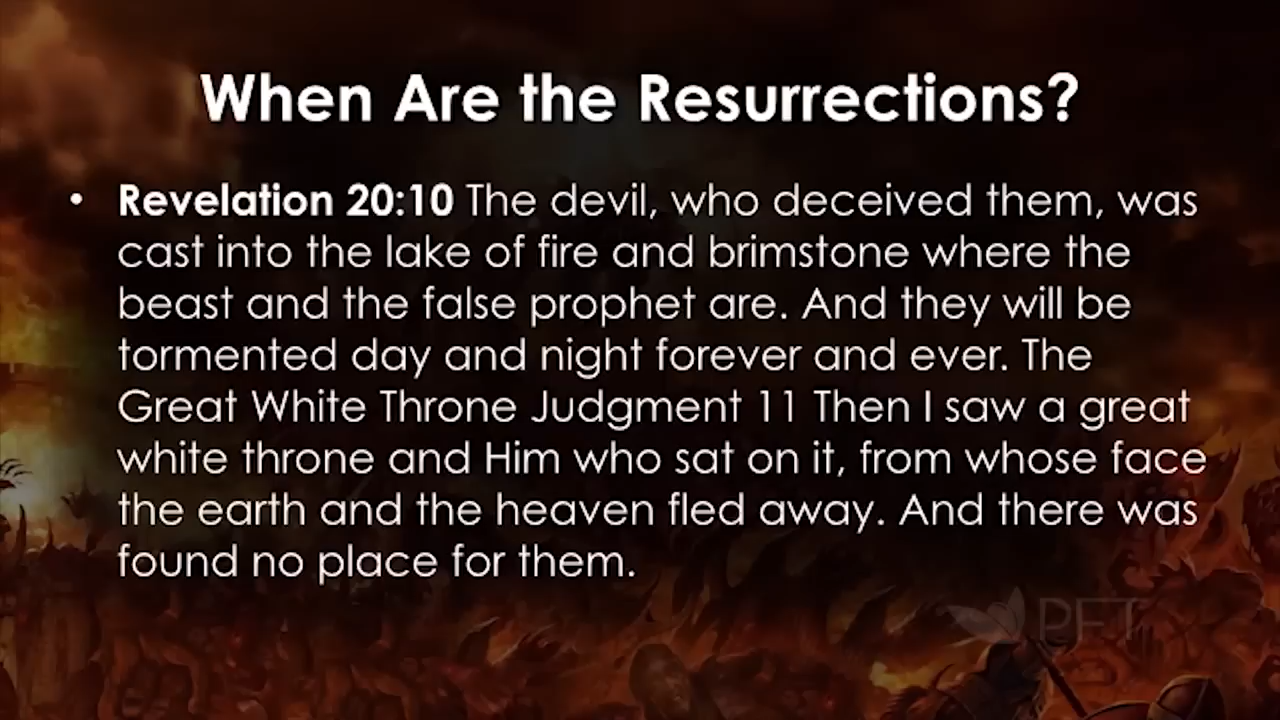 When Are the Resurrections?
• Revelation 20:10 The devil, who deceived them, was
cast into the lake of fire and brimstone where the
beast and the false prophet are. And they will be
tormented day and night forever and ever. The
Great White Throne Judgment 11 Then I saw a great
white throne and Him who sat on it, from whose face
the earth and the heaven fled away. And there was
found no place for them.
PFT